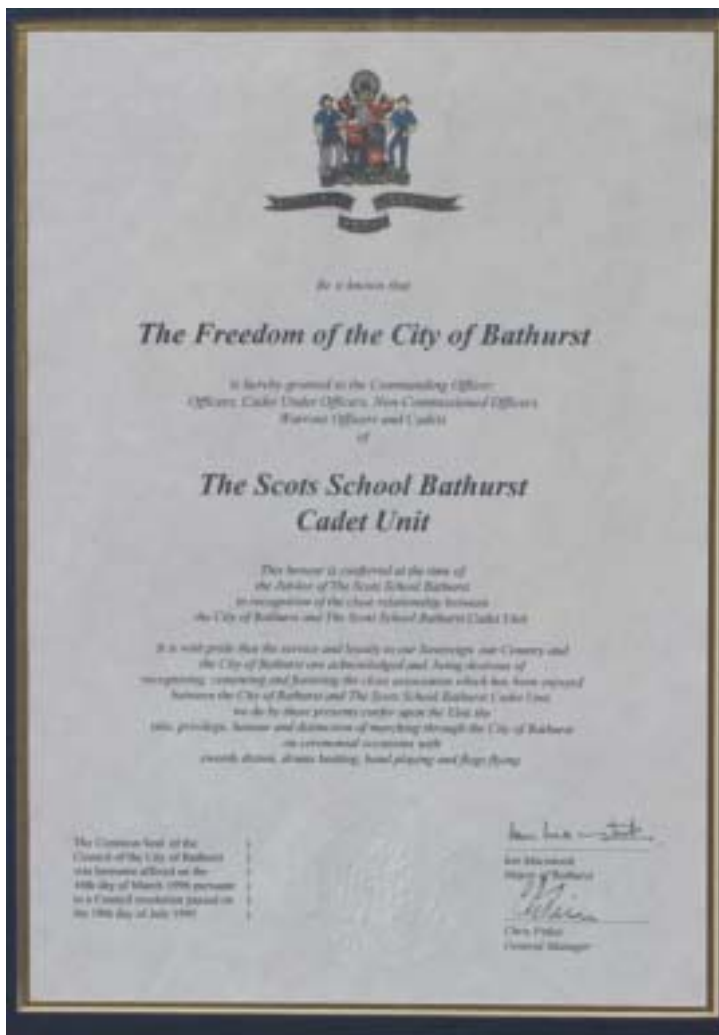 Be it known that
The Freedom of the City of Bathurst
is hereby granted to the Commanding Officer
Officers, Cadet Under Officers, Non Commissioned Officers
Warrant Officers and Cadets
of
The Scots School Bathurst
Cadet Unit
This honour is conferred at the time of
the Jubilee of The Scots School Bathurst
in recognition of the close relationship between
the City of Bathurst and The Scots School Bathurst Cadet Unit
It is with pride that the service and loyalty to our Sovereign our Country and
the City of Bathurst are acknowledged and being desirous of
recognising, cementing and fostering the close association which has been enjoyed
between the City of Bathurst and The Scots School Bathurst Cadet Unit
we do by these presents confer upon the Unit the
title, privilege, honour and distinction of marching through the City of Bathurst
on ceremonial occasions with
swords drawn, drums beating, band playing and flags flying
The Common Seal of the
Council of the City of Bathurst
was hereunto affixed on the
day of March 1996 pursuant
to a Council resolution passed on
the day of July 1995
Ian Macintosh
Mayor of Bathurst
Chris
General Manager